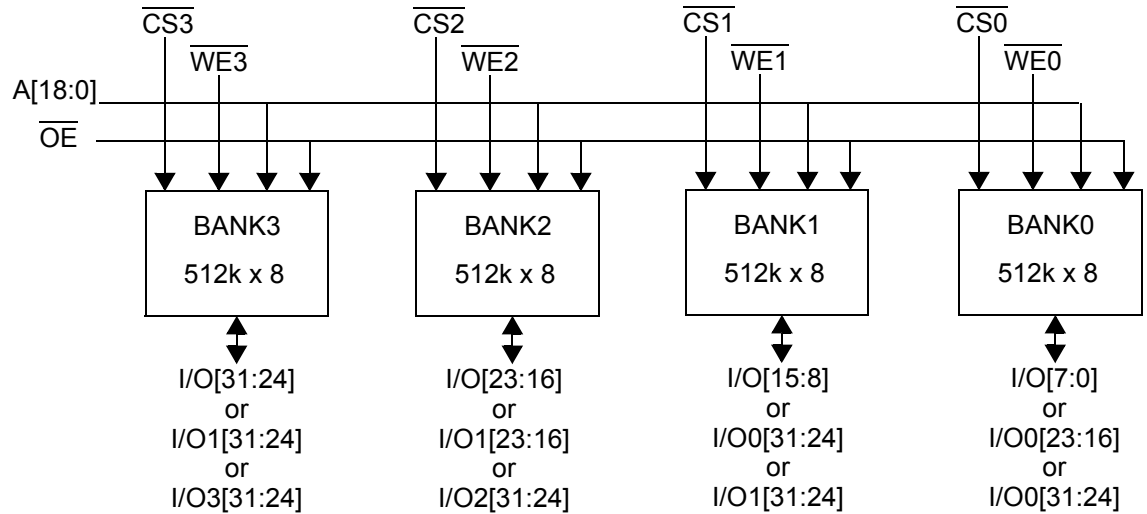 CS3 CS2 CS1 CS0
WE3 WE2 WE1 WE0
A[18:0]
OE
BANK3 BANK2 BANK1 BANK0
512k x 8 512k x 8 512k x 8 512k x 8
I/O[31:24] I/O[23:16] I/O[15:8] I/O[7:0]
or or or or
I/O1[31:24] I/O1[23:16] I/O0[31:24] I/O0[23:16]
or or or or
I/O3[31:24] I/O2[31:24] I/O1[31:24] I/O0[31:24]